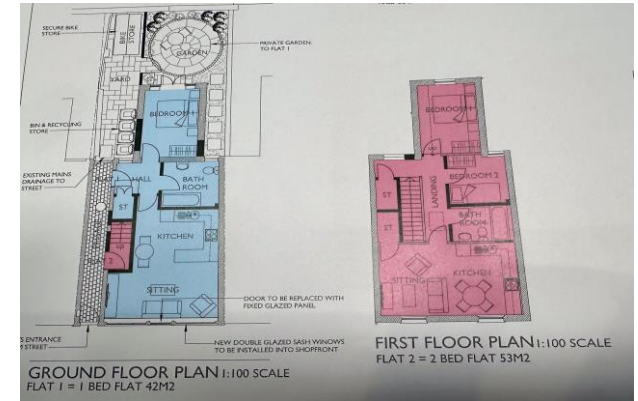 SECURE BIKE
STORE
BIKE
STORE
GARDEN
PRIVATE GARDEN
TO FLAT 1
YARD
BEDROOM 1
BIN & RECYCLING
STORE
EXISTING MAINS
DRAINAGE TO
STREET
FLAT 1
HALL
BATH
ROOM
ST
KITCHEN
SITTING
DOOR TO BE REPLACED WITH
FIXED GLAZED PANEL
S ENTRANCE
STREET
NEW DOUBLE GLAZED SASH WINOWS
TO BE INSTALLED INTO SHOPFRONT
GROUND FLOOR PLAN 1:100 SCALE
FLAT 1 = 1 BED FLAT 42M2
BEDROOM 1
BEDROOM 2
LANDING
ST
ST
BATH
ROOM
SITTING
KITCHEN
FIRST FLOOR PLAN 1:100 SCALE
FLAT 2 = 2 BED FLAT 53M2